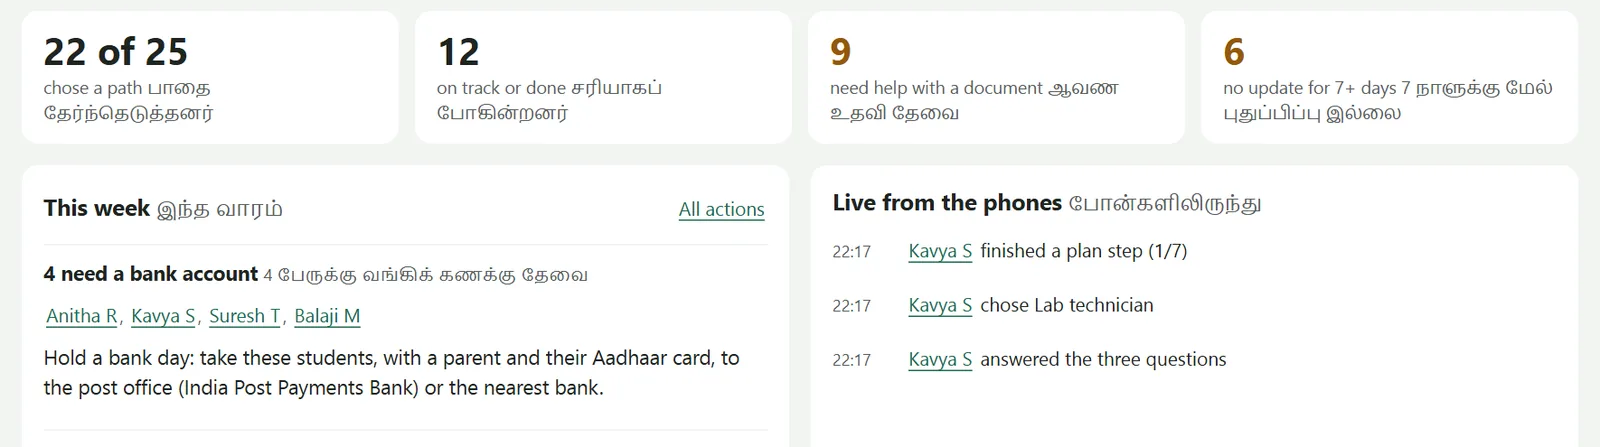 22 of 25
chose a path பாதை
தேர்ந்தெடுத்தனர்
12
on track or done சரியாகப்
போகின்றனர்
9
need help with a document ஆவண
உதவி தேவை
6
no update for 7+ days 7 நாளுக்கு மேல்
புதுப்பிப்பு இல்லை
This week இந்த வாரம்
All actions
4 need a bank account 4 பேருக்கு வங்கிக் கணக்கு தேவை
Anitha R, Kavya S, Suresh T, Balaji M
Hold a bank day: take these students, with a parent and their Aadhaar card, to
the post office (India Post Payments Bank) or the nearest bank.
Live from the phones போன்களிலிருந்து
22:17 Kavya S finished a plan step (1/7)
22:17 Kavya S chose Lab technician
22:17 Kavya S answered the three questions